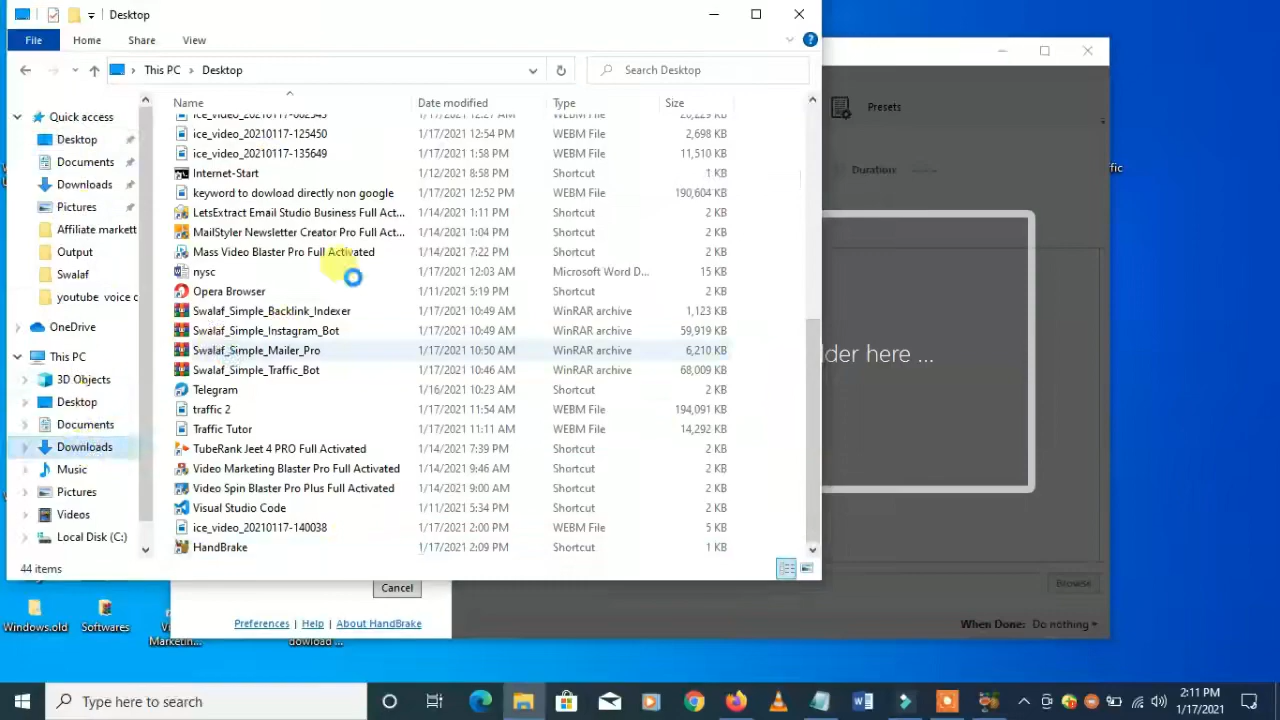 Desktop
File Home Share View
This PC Desktop Search Desktop
Name Date modified Type Size
Quick access
Desktop
Documents
Downloads
Pictures
Affiliate markett
Output
Swalaf
youtube voice c
OneDrive
This PC
3D Objects
Desktop
Documents
Downloads
Music
Pictures
Videos
Local Disk (C:)
ice_video_20210117-125450 1/17/2021 12:54 PM WEBM File 2,698 KB
ice_video_20210117-135649 1/17/2021 1:58 PM WEBM File 11,510 KB
Internet-Start 1/12/2021 8:58 PM Shortcut 1 KB
keyword to dowload directly non google 1/17/2021 12:52 PM WEBM File 190,604 KB
LetsExtract Email Studio Business Full Act... 1/14/2021 1:11 PM Shortcut 2 KB
MailStyler Newsletter Creator Pro Full Act... 1/14/2021 1:04 PM Shortcut 2 KB
Mass Video Blaster Pro Full Activated 1/14/2021 7:22 PM Shortcut 2 KB
nysc 1/17/2021 12:03 AM Microsoft Word D... 15 KB
Opera Browser 1/11/2021 5:19 PM Shortcut 2 KB
Swalaf_Simple_Backlink_Indexer 1/17/2021 10:49 AM WinRAR archive 1,123 KB
Swalaf_Simple_Instagram_Bot 1/17/2021 10:49 AM WinRAR archive 59,919 KB
Swalaf_Simple_Mailer_Pro 1/17/2021 10:50 AM WinRAR archive 6,210 KB
Swalaf_Simple_Traffic_Bot 1/17/2021 10:46 AM WinRAR archive 68,009 KB
Telegram 1/16/2021 10:23 AM Shortcut 2 KB
traffic 2 1/17/2021 11:54 AM WEBM File 194,091 KB
Traffic Tutor 1/17/2021 11:11 AM WEBM File 14,292 KB
TubeRank Jeet 4 PRO Full Activated 1/14/2021 7:39 PM Shortcut 2 KB
Video Marketing Blaster Pro Full Activated 1/14/2021 9:46 AM Shortcut 2 KB
Video Spin Blaster Pro Plus Full Activated 1/14/2021 9:00 AM Shortcut 2 KB
Visual Studio Code 1/11/2021 5:34 PM Shortcut 2 KB
ice_video_20210117-140038 1/17/2021 2:00 PM WEBM File 5 KB
HandBrake 1/17/2021 2:09 PM Shortcut 1 KB
44 items
Presets
Duration:
fic
lder here ...
Browse
When Done: Do nothing
Cancel
Preferences | Help | About HandBrake
Windows.old Softwares
Marketin...
dowload ...
Type here to search
2:11 PM
1/17/2021